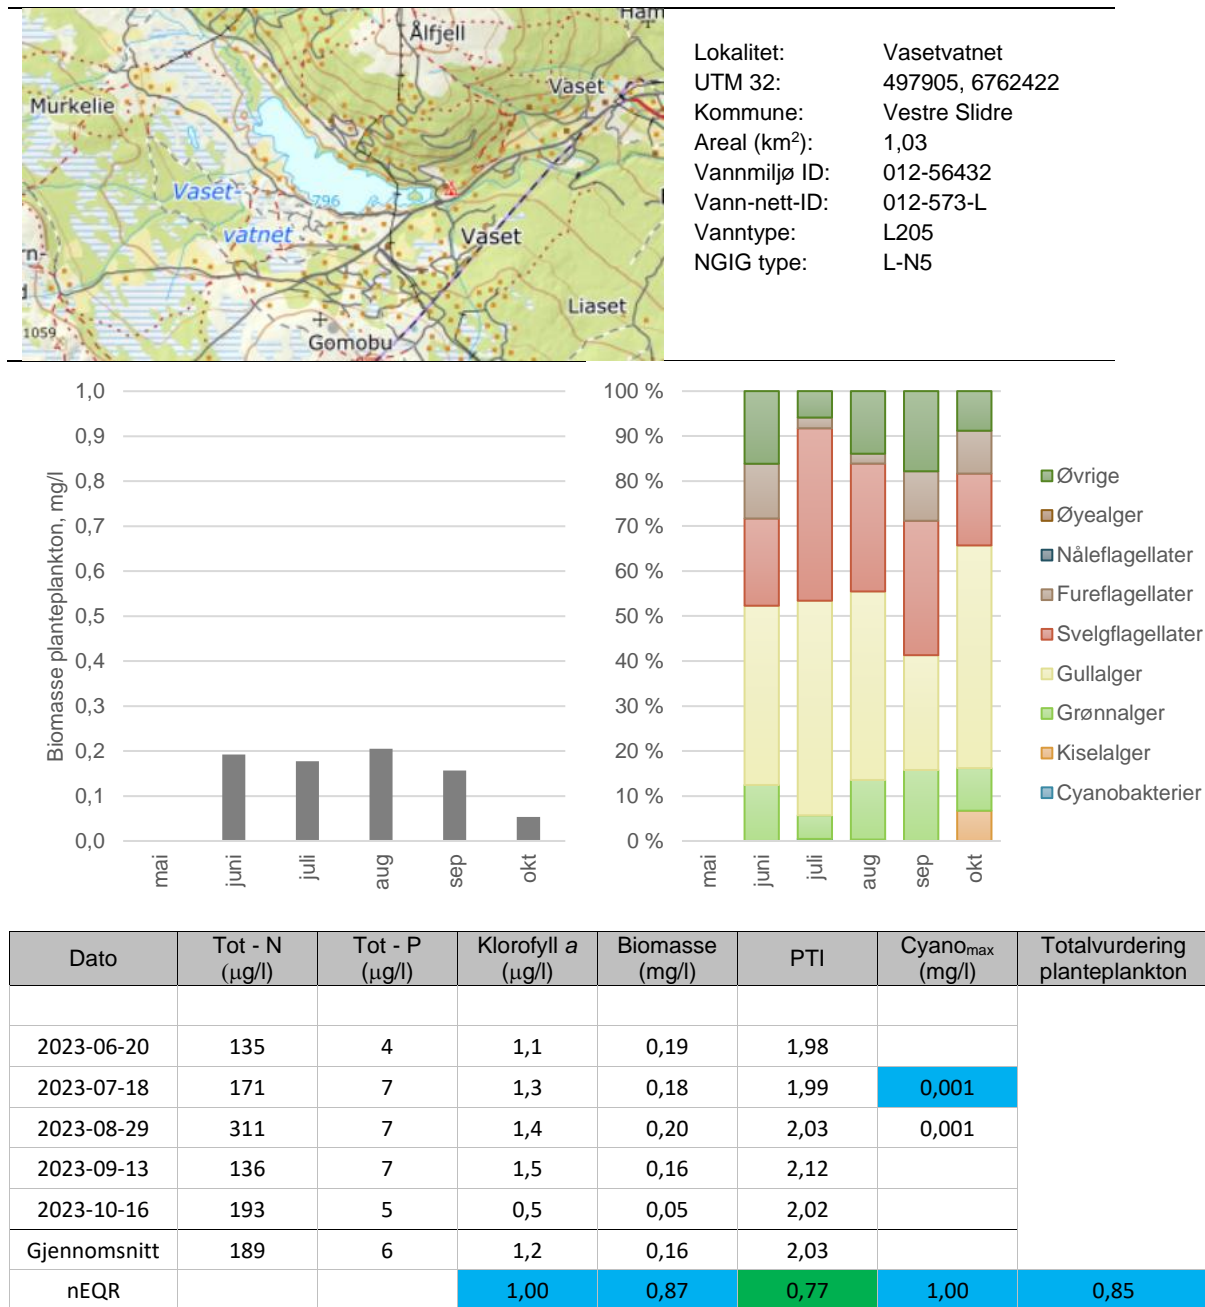 Ålfjell
Ham
Vaset
Murkelie
Vaset-
vatnet
796
Vaset
Liaset
Gomobu
1059
Lokalitet: Vasetvatnet
UTM 32: 497905, 6762422
Kommune: Vestre Slidre
Areal (km²): 1,03
Vannmiljø ID: 012-56432
Vann-nett-ID: 012-573-L
Vanntype: L205
NGIG type: L-N5
Biomasse planteplankton, mg/l
1,0
0,9
0,8
0,7
0,6
0,5
0,4
0,3
0,2
0,1
0,0
mai juni juli aug sep okt
100 %
90 %
80 %
70 %
60 %
50 %
40 %
30 %
20 %
10 %
0 %
mai juni juli aug sep okt
Øvrige
Øyealger
Nåleflagellater
Fureflagellater
Svelgflagellater
Gullalger
Grønnalger
Kiselalger
Cyanobakterier
Dato Tot - N (µg/l) Tot - P (µg/l) Klorofyll a (µg/l) Biomasse (mg/l) PTI Cyanomax (mg/l) Totalvurdering planteplankton
2023-06-20 135 4 1,1 0,19 1,98
2023-07-18 171 7 1,3 0,18 1,99 0,001
2023-08-29 311 7 1,4 0,20 2,03 0,001
2023-09-13 136 7 1,5 0,16 2,12
2023-10-16 193 5 0,5 0,05 2,02
Gjennomsnitt 189 6 1,2 0,16 2,03
nEQR 1,00 0,87 0,77 1,00 0,85